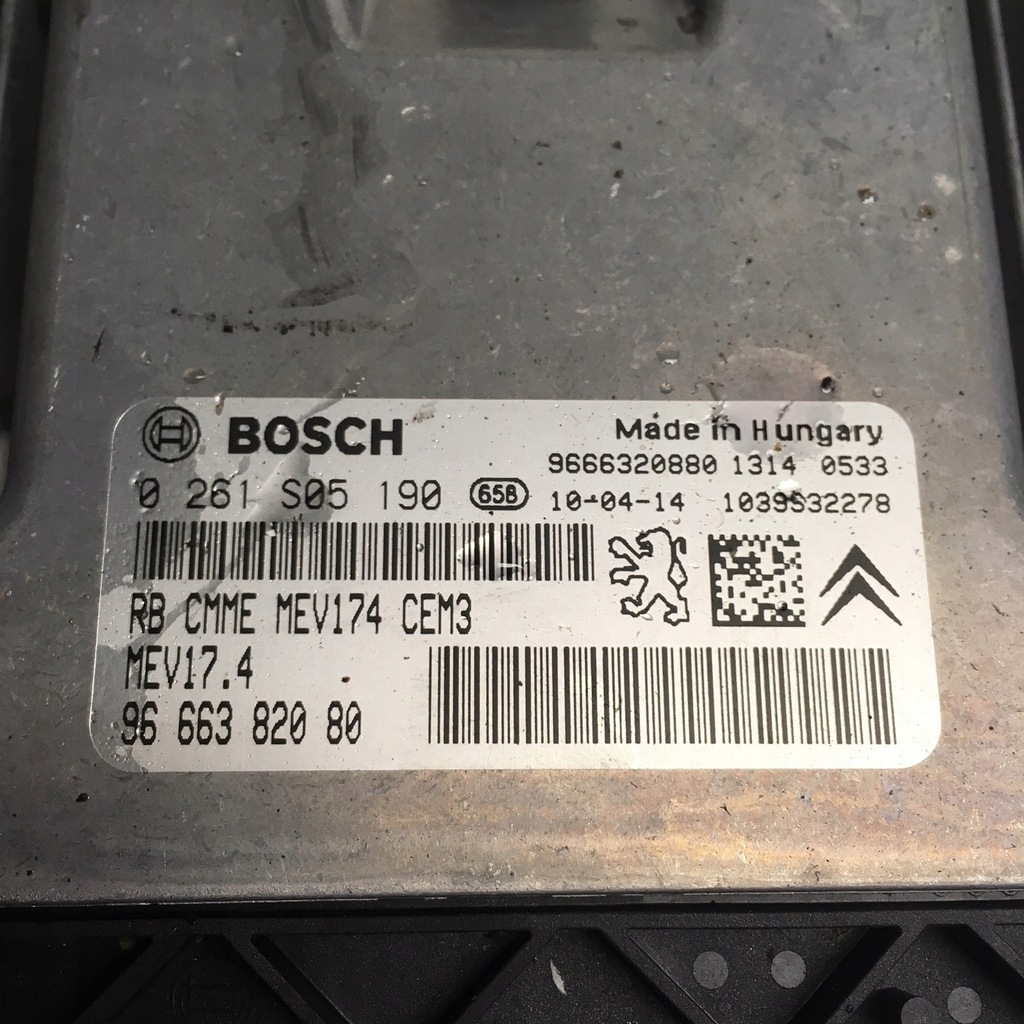 BOSCH
Made in Hungary
9666320880 1314 0533
0 261 S05 190 65B 10-04-14 1039S32278
RB CMME MEV174 CEM3
MEV17.4
96 663 820 80